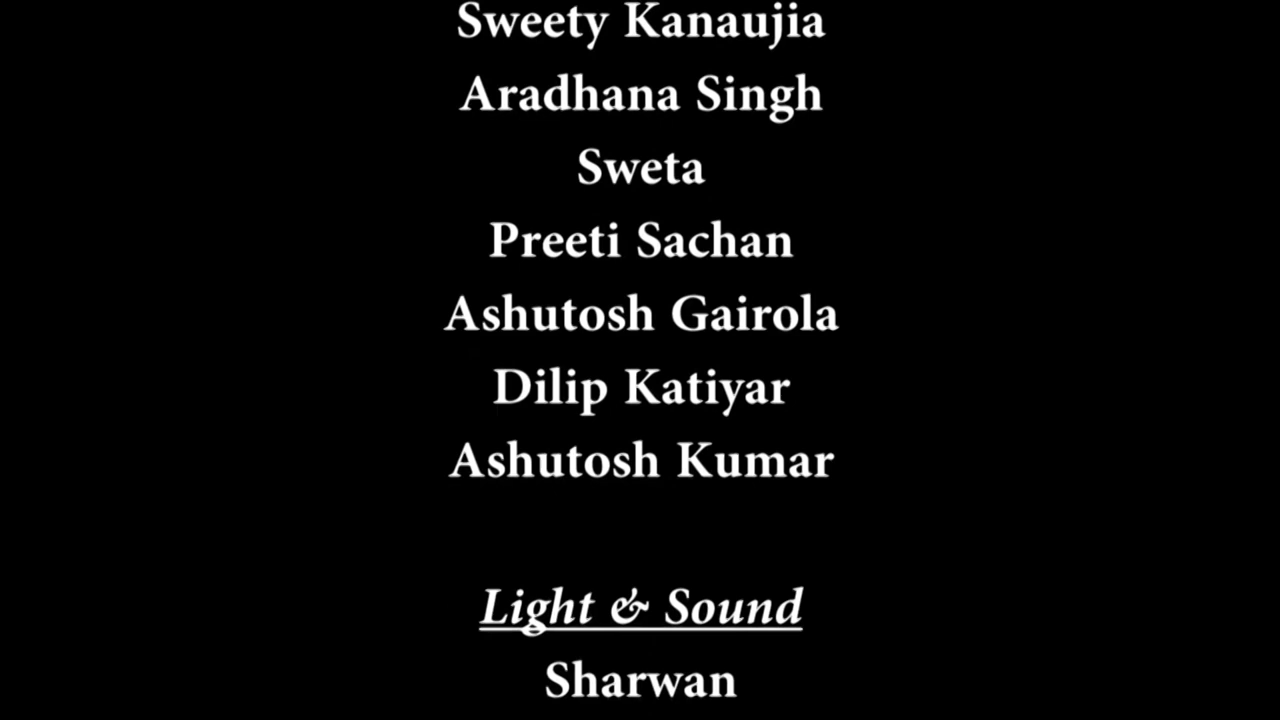 Sweety Kanaujia
Aradhana Singh
Sweta
Preeti Sachan
Ashutosh Gairola
Dilip Katiyar
Ashutosh Kumar
Light & Sound
Sharwan